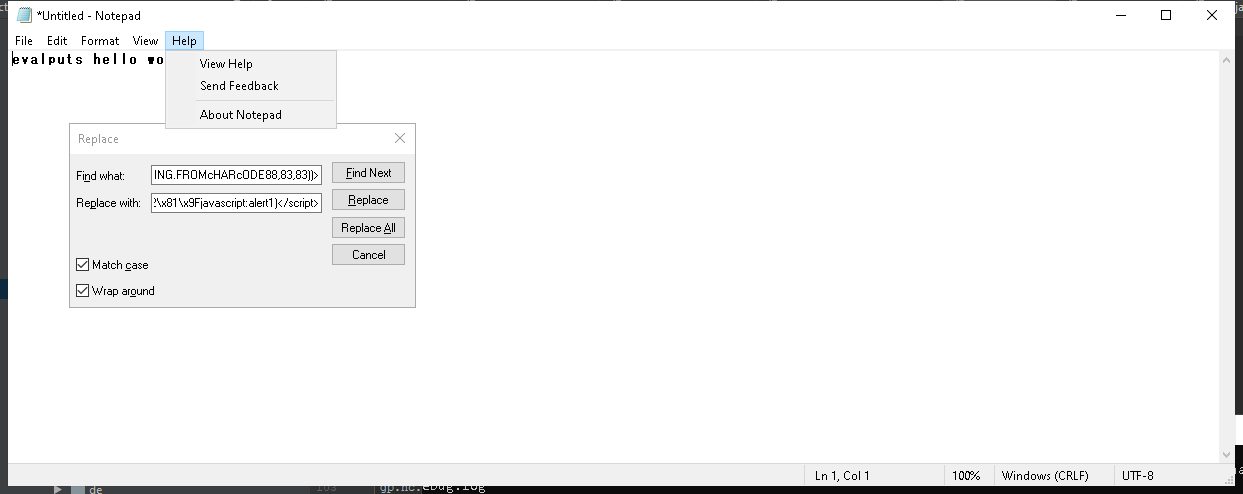 *Untitled - Notepad
File Edit Format View Help
evalputs hello wo
View Help
Send Feedback
About Notepad
Replace
Find what: ING.FROMcHARcODE88,83,83))> Find Next
Replace with: \x81\x9Fjavascript:alert1)</script> Replace
Replace All
Cancel
Match case
Wrap around
Ln 1, Col 1 100% Windows (CRLF) UTF-8
de